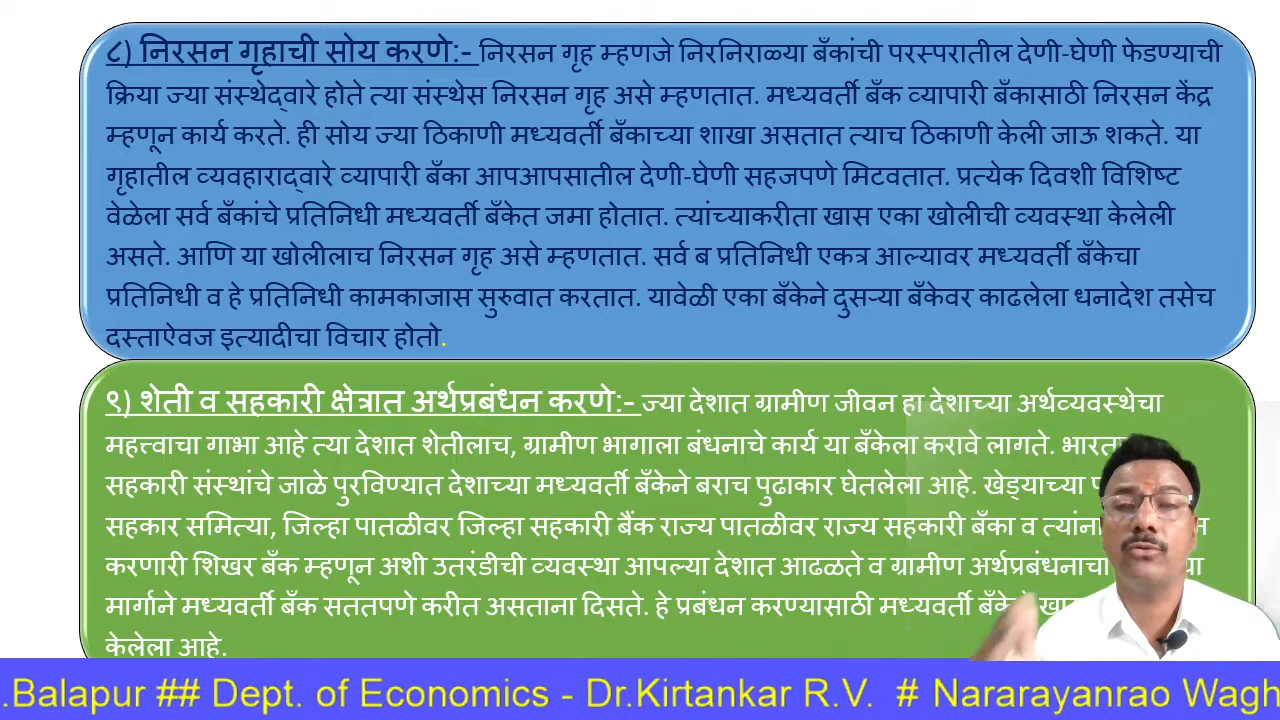 ८) निरसन गृहाची सोय करणे:- निरसन गृह म्हणजे निरनिराळ्या बँकांची परस्परातील देणी-घेणी फेडण्याची
क्रिया ज्या संस्थेद्वारे होते त्या संस्थेस निरसन गृह असे म्हणतात. मध्यवर्ती बँक व्यापारी बँकासाठी निरसन केंद्र
म्हणून कार्य करते. ही सोय ज्या ठिकाणी मध्यवर्ती बँकाच्या शाखा असतात त्याच ठिकाणी केली जाऊ शकते. या
गृहातील व्यवहाराद्वारे व्यापारी बँका आपआपसातील देणी-घेणी सहजपणे मिटवतात. प्रत्येक दिवशी विशिष्ट
वेळेला सर्व बँकांचे प्रतिनिधी मध्यवर्ती बँकेत जमा होतात. त्यांच्याकरीता खास एका खोलीची व्यवस्था केलेली
असते. आणि या खोलीलाच निरसन गृह असे म्हणतात. सर्व ब प्रतिनिधी एकत्र आल्यावर मध्यवर्ती बँकेचा
प्रतिनिधी व हे प्रतिनिधी कामकाजास सुरुवात करतात. यावेळी एका बँकेने दुसऱ्या बँकेवर काढलेला धनादेश तसेच
दस्ताऐवज इत्यादीचा विचार होतो.
९) शेती व सहकारी क्षेत्रात अर्थप्रबंधन करणे:- ज्या देशात ग्रामीण जीवन हा देशाच्या अर्थव्यवस्थेचा
महत्त्वाचा गाभा आहे त्या देशात शेतीलाच, ग्रामीण भागाला बंधनाचे कार्य या बँकेला करावे लागते.
सहकारी संस्थांचे जाळे पुरविण्यात देशाच्या मध्यवर्ती बँकेने बराच पुढाकार घेतलेला आहे. खेड्याच्या
सहकार समित्या, जिल्हा पातळीवर जिल्हा सहकारी बैंक राज्य पातळीवर राज्य सहकारी बँका व त्यांना
करणारी शिखर बँक म्हणून अशी उतरंडीची व्यवस्था आपल्या देशात आढळते व ग्रामीण
मार्गाने मध्यवर्ती बँक सततपणे करीत असताना दिसते. हे प्रबंधन करण्यासाठी मध्यवर्ती
केलेला आहे.
.Balapur ## Dept. of Economics - Dr.Kirtankar R.V. # Nararayanrao Wagh